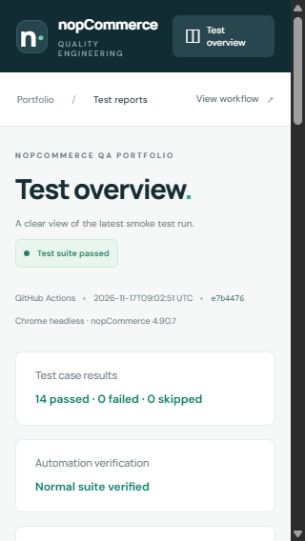 n.
nopCommerce
QUALITY
ENGINEERING
Test
overview
Portfolio / Test reports
View workflow ↗
NOPCOMMERCE QA PORTFOLIO
Test overview.
A clear view of the latest smoke test run.
Test suite passed
GitHub Actions • 2026-11-17T09:02:51 UTC • e7b4476
Chrome headless · nopCommerce 4.90.7
Test case results
14 passed · 0 failed · 0 skipped
Automation verification
Normal suite verified